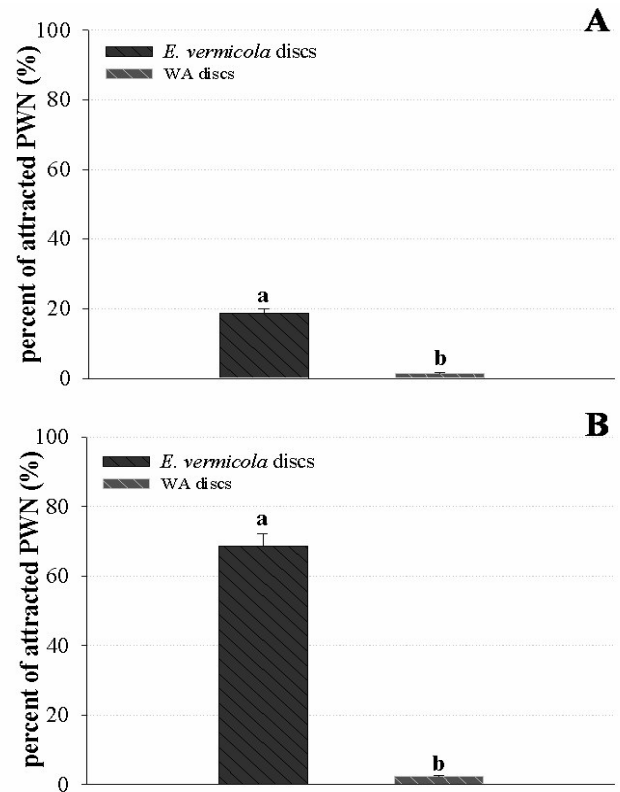 A
percent of attracted PWN (%)
100
80
60
40
20
0
E. vermicola discs
WA discs
a
b
B
percent of attracted PWN (%)
100
80
60
40
20
0
E. vermicola discs
WA discs
a
b